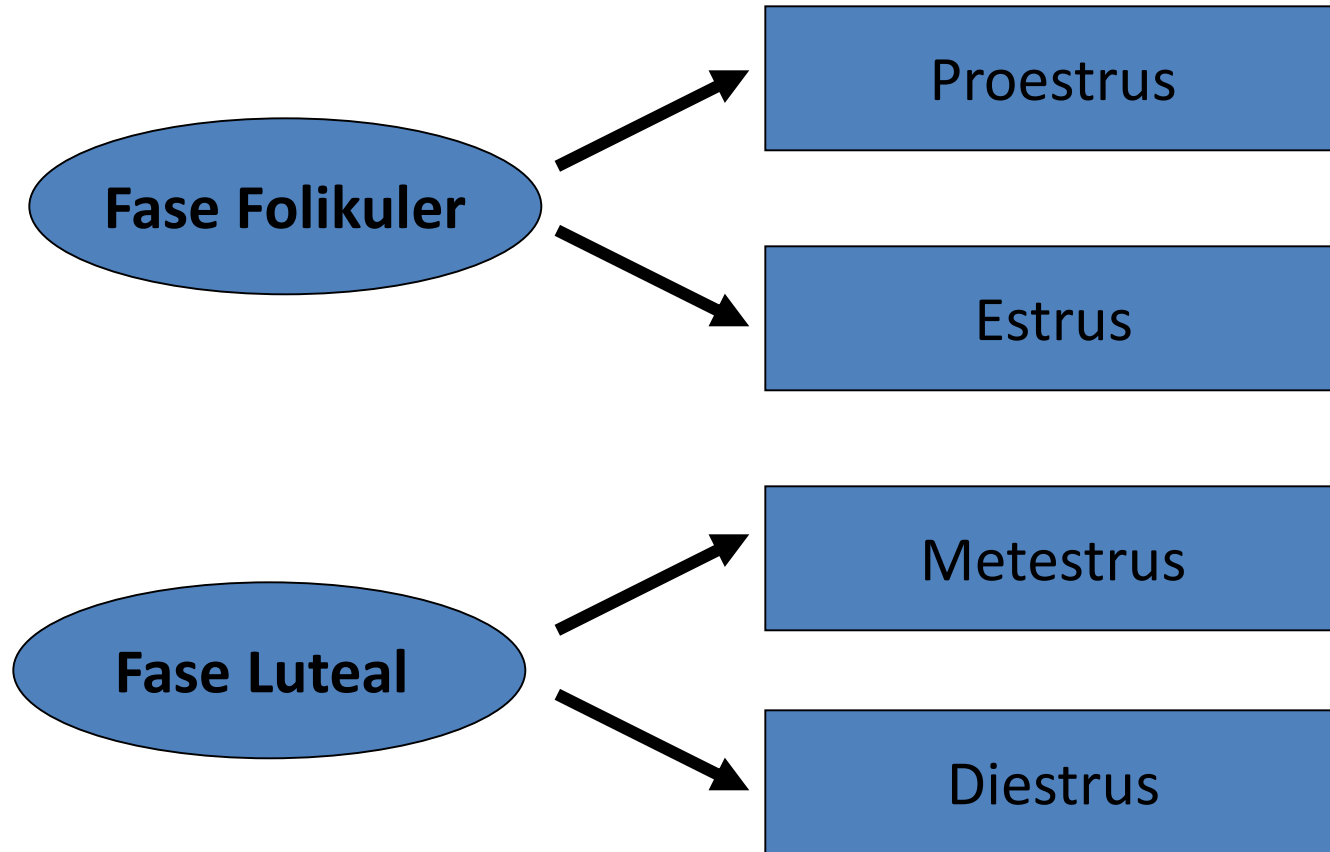 Fase Folikuler
Proestrus
Estrus
Fase Luteal
Metestrus
Diestrus